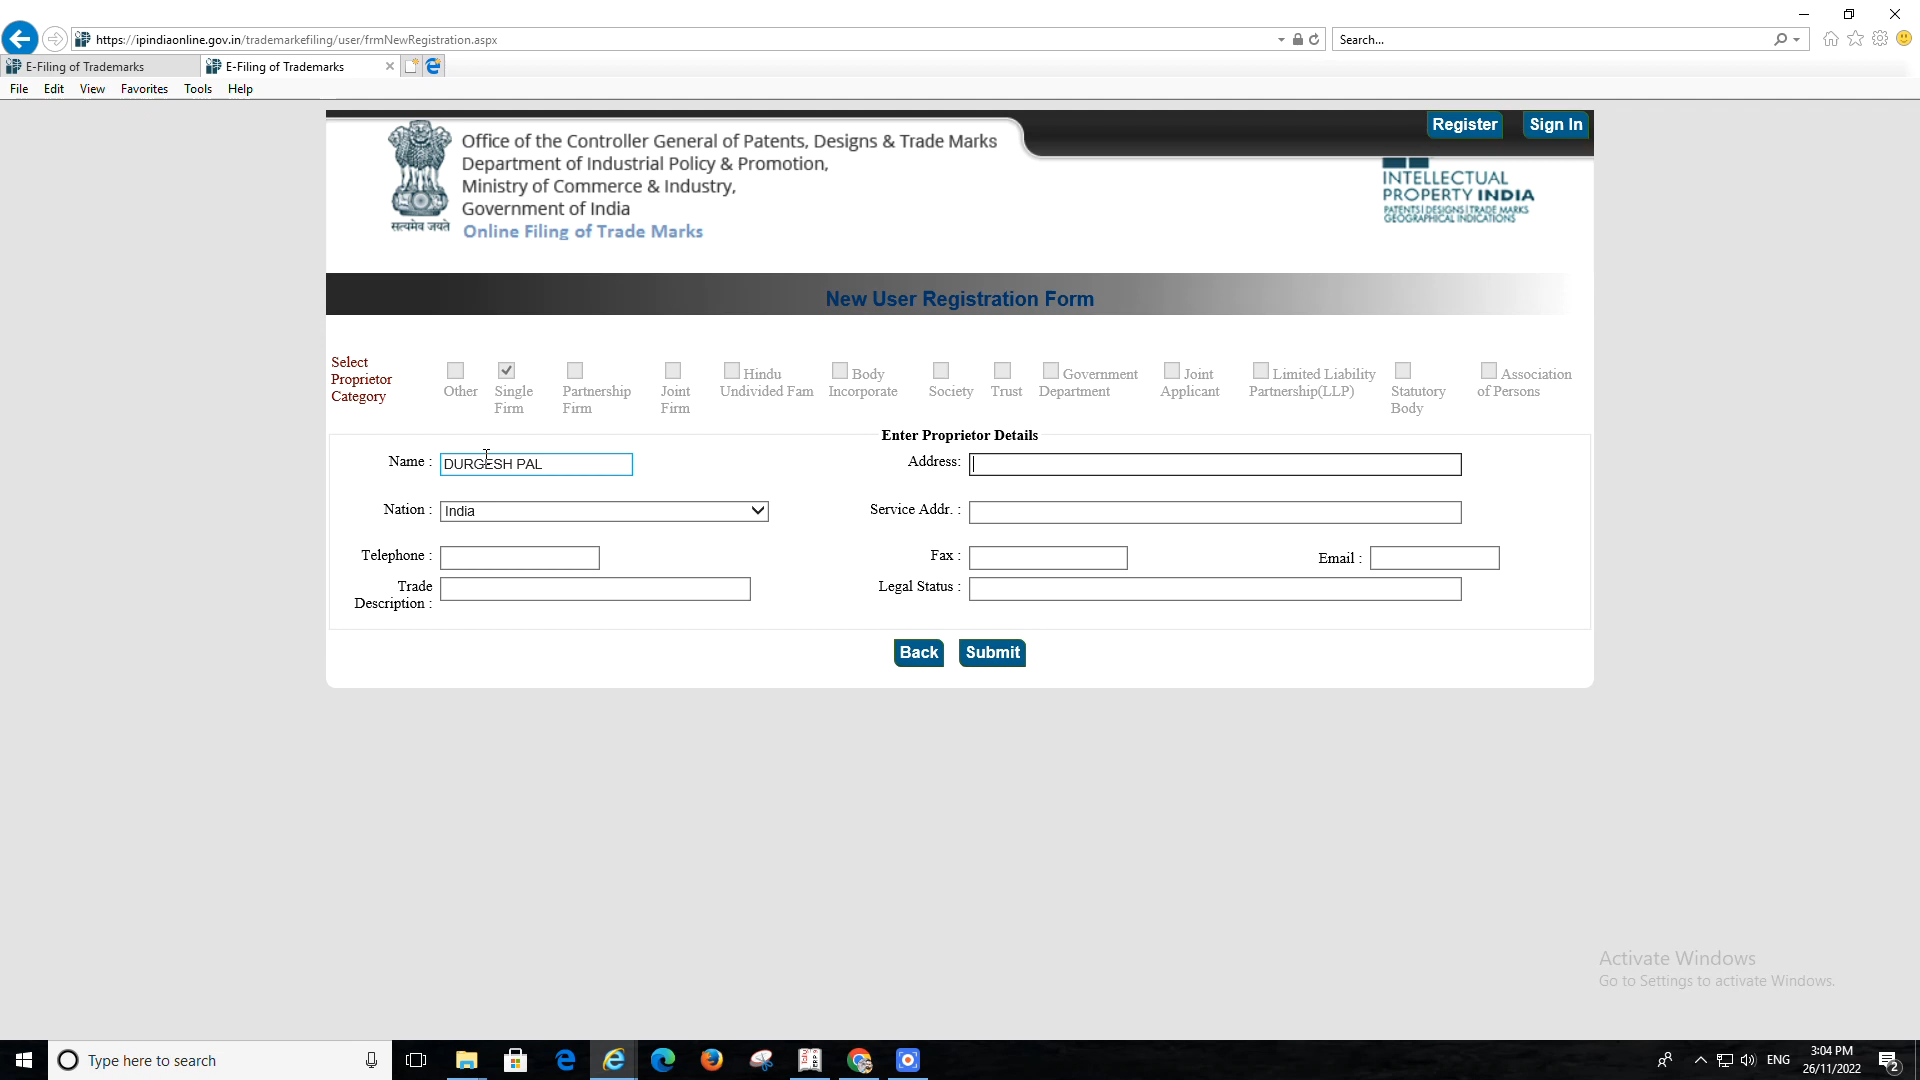 https://ipindiaonline.gov.in/trademarkefiling/user/frmNewRegistration.aspx
Search...
E-Filing of Trademarks
E-Filing of Trademarks
File Edit View Favorites Tools Help
Register Sign In
Office of the Controller General of Patents, Designs & Trade Marks
Department of Industrial Policy & Promotion,
Ministry of Commerce & Industry,
Government of India
Online Filing of Trade Marks
सत्यमेव जयते
INTELLECTUAL
PROPERTY INDIA
PATENTS | DESIGNS | TRADE MARKS
GEOGRAPHICAL INDICATIONS
New User Registration Form
Select
Proprietor
Category
Other
Single
Firm
Partnership
Firm
Joint
Firm
Hindu
Undivided Fam
Body
Incorporate
Society
Trust
Government
Department
Joint
Applicant
Limited Liability
Partnership(LLP)
Statutory
Body
Association
of Persons
Enter Proprietor Details
Name : DURGESH PAL
Address:
Nation : India
Service Addr. :
Telephone :
Fax :
Email :
Trade
Description :
Legal Status :
Back Submit
Activate Windows
Go to Settings to activate Windows.
Type here to search
ENG
3:04 PM
26/11/2022
2